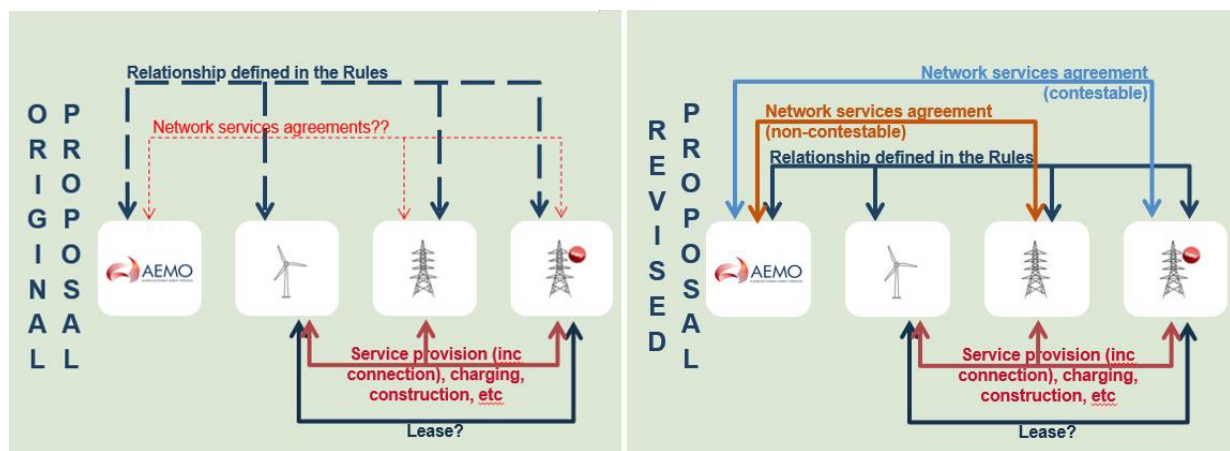 ORIGINAL
PROPOSAL
Relationship defined in the Rules
Network services agreements??
AEMO
Service provision (inc
connection), charging,
construction, etc
Lease?
REVISED
PROPOSAL
Network services agreement
(contestable)
Network services agreement
(non-contestable)
Relationship defined in the Rules
AEMO
Service provision (inc
connection), charging,
construction, etc
Lease?